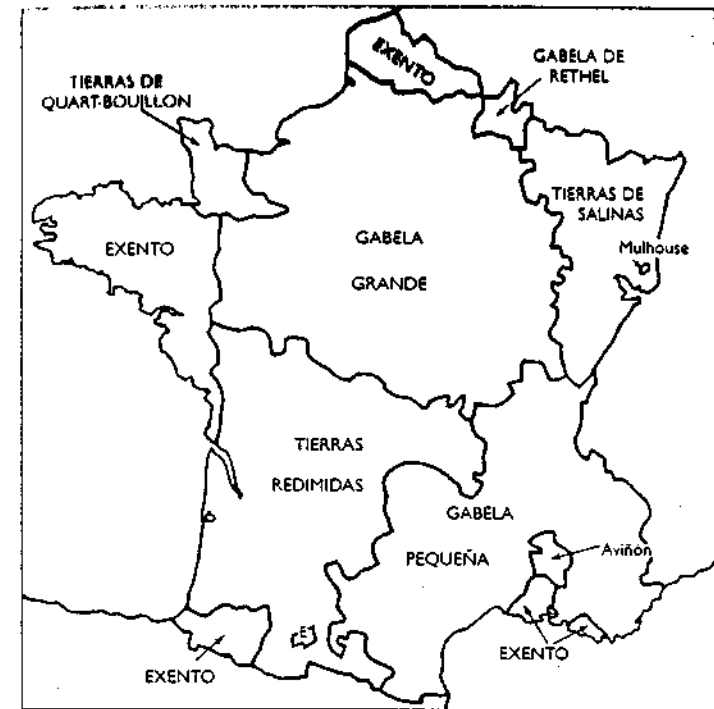 EXENTO
GABELA DE
RETHEL
TIERRAS DE
QUART-BOUILLON
TIERRAS DE
SALINAS
EXENTO
GABELA
GRANDE
Mulhouse
TIERRAS
REDIMIDAS
GABELA
PEQUEÑA
Aviñón
E
EXENTO
EXENTO